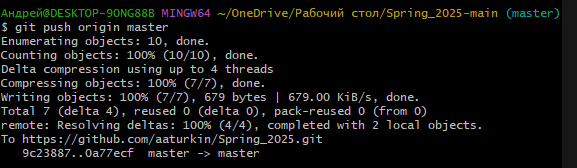 Андрей@DESKTOP-9ONG88B MINGW64 ~/OneDrive/Рабочий стол/Spring_2025-main (master)
$ git push origin master
Enumerating objects: 10, done.
Counting objects: 100% (10/10), done.
Delta compression using up to 4 threads
Compressing objects: 100% (7/7), done.
Writing objects: 100% (7/7), 679 bytes | 679.00 KiB/s, done.
Total 7 (delta 4), reused 0 (delta 0), pack-reused 0 (from 0)
remote: Resolving deltas: 100% (4/4), completed with 2 local objects.
To https://github.com/aaturkin/Spring_2025.git
   9c23887..0a77ecf  master -> master